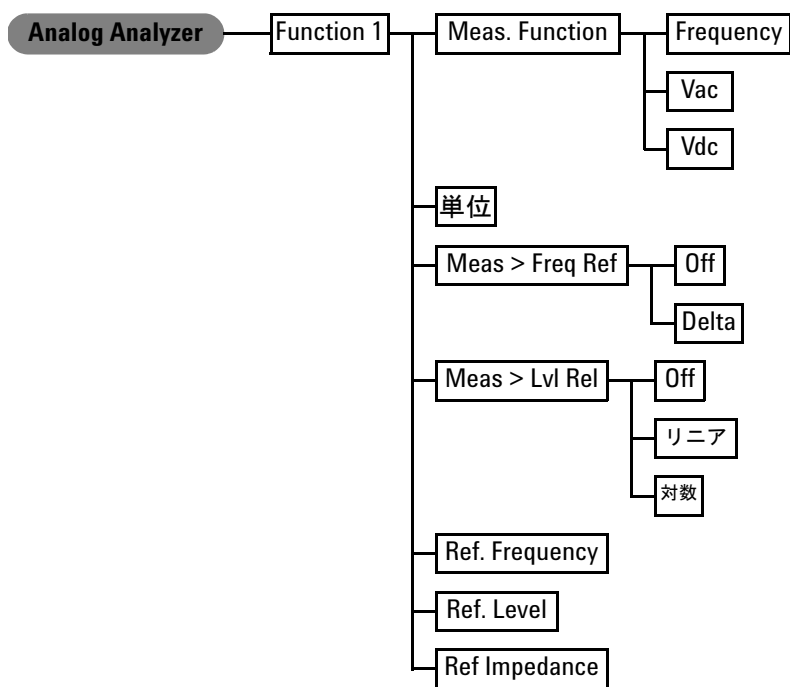 Analog Analyzer
Function 1
Meas. Function
Frequency
Vac
Vdc
単位
Meas > Freq Ref
Off
Delta
Meas > Lvl Rel
Off
リニア
対数
Ref. Frequency
Ref. Level
Ref Impedance